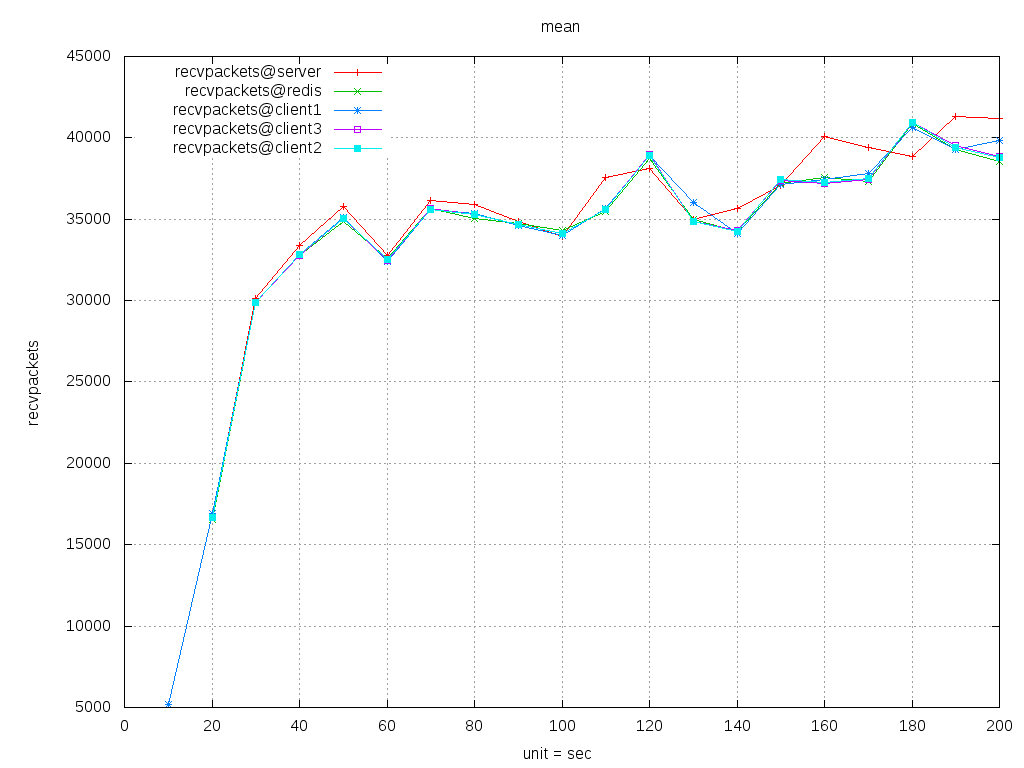 mean
45000
40000
35000
30000
25000
20000
15000
10000
5000
recvpackets
recvpackets@server
recvpackets@redis
recvpackets@client1
recvpackets@client3
recvpackets@client2
0 20 40 60 80 100 120 140 160 180 200
unit = sec